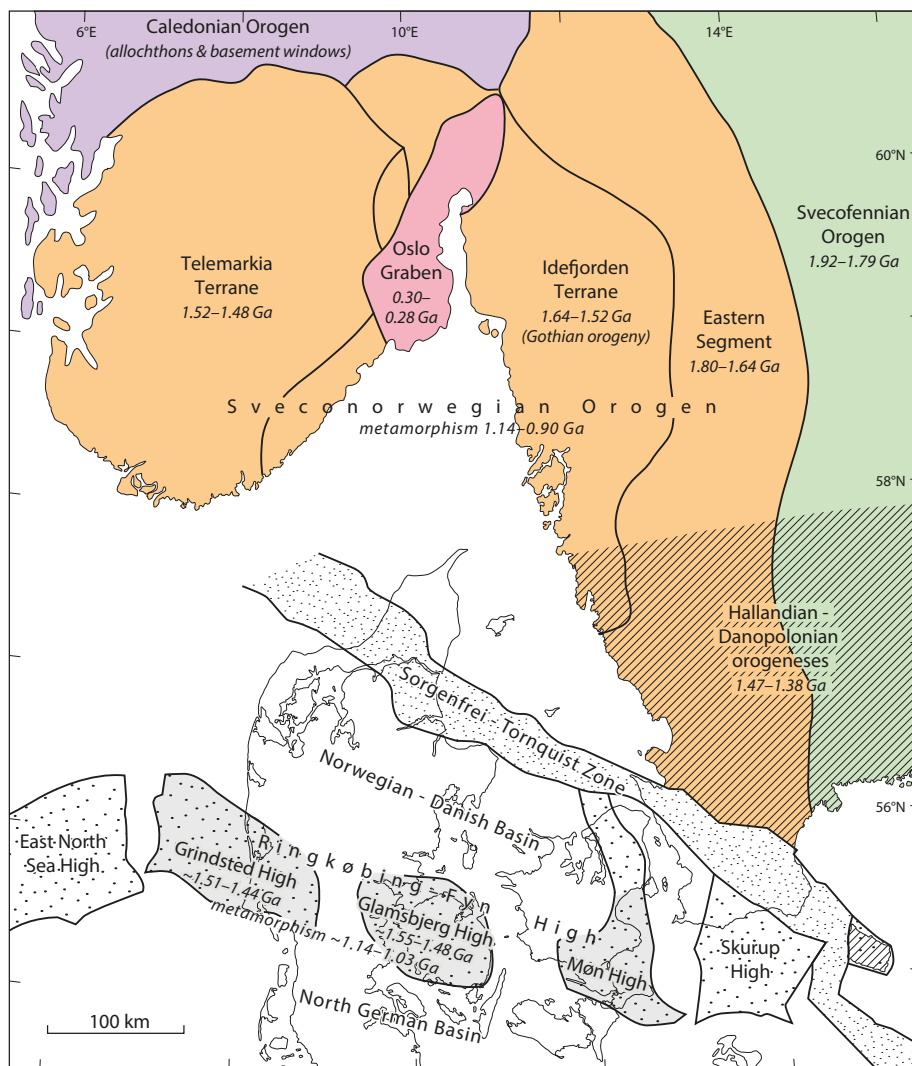 6°E
10°E
14°E
Caledonian Orogen
(allochthons & basement windows)
60°N
Svecofennian
Orogen
1.92–1.79 Ga
Oslo
Graben
0.30–
0.28 Ga
Telemarkia
Terrane
1.52–1.48 Ga
Idefjorden
Terrane
1.64–1.52 Ga
(Gothian orogeny)
Eastern
Segment
1.80–1.64 Ga
Sveconorwegian Orogen
metamorphism 1.14–0.90 Ga
58°N
Hallandian -
Danopolonian
orogeneses
1.47–1.38 Ga
Sorgenfrei - Tornquist Zone
Norwegian - Danish Basin
56°N
East North
Sea High
Ringkøbing - Fyn - High
Grindsted High
~1.51–1.44 Ga
metamorphism ~1.14–1.03 Ga
Glamsbjerg High
~1.55–1.48 Ga
Møn High
Skurup
High
North German Basin
100 km